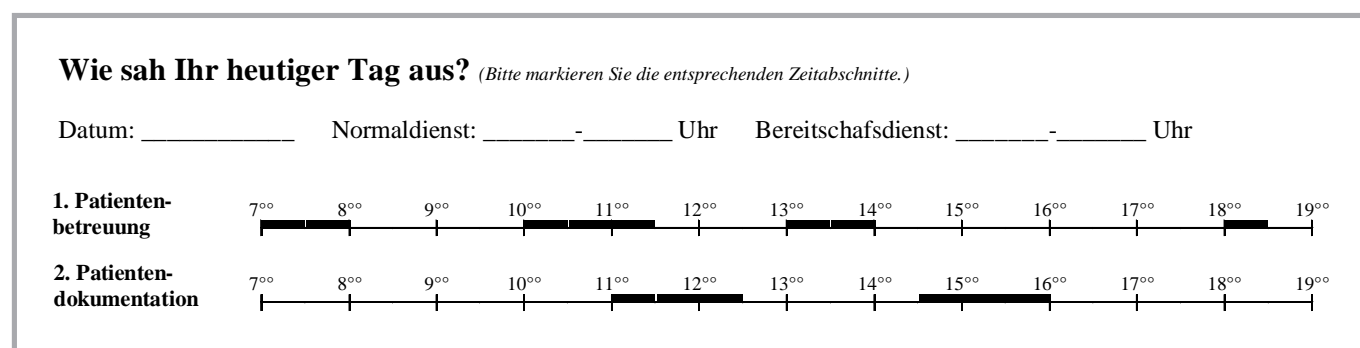 Wie sah Ihr heutiger Tag aus? (Bitte markieren Sie die entsprechenden Zeitabschnitte.)
Datum: ____________ Normaldienst: _______-_______ Uhr Bereitschafsdienst: _______-_______ Uhr
1. Patienten-
betreuung
7°° 8°° 9°° 10°° 11°° 12°° 13°° 14°° 15°° 16°° 17°° 18°° 19°°
2. Patienten-
dokumentation
7°° 8°° 9°° 10°° 11°° 12°° 13°° 14°° 15°° 16°° 17°° 18°° 19°°